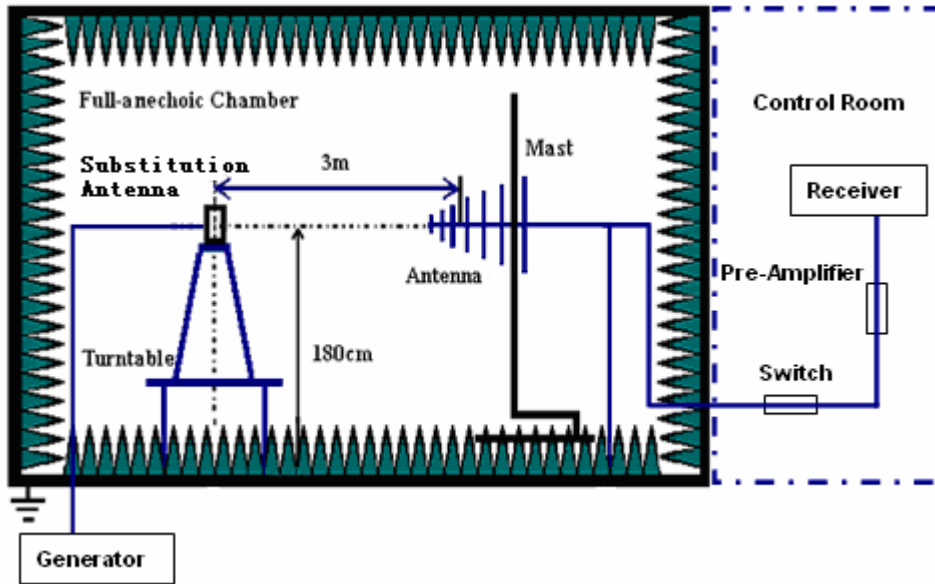 Full-anechoic Chamber
Control Room
Substitution
Antenna
3m
Mast
Receiver
Antenna
Pre-Amplifier
Turntable
180cm
Switch
Generator